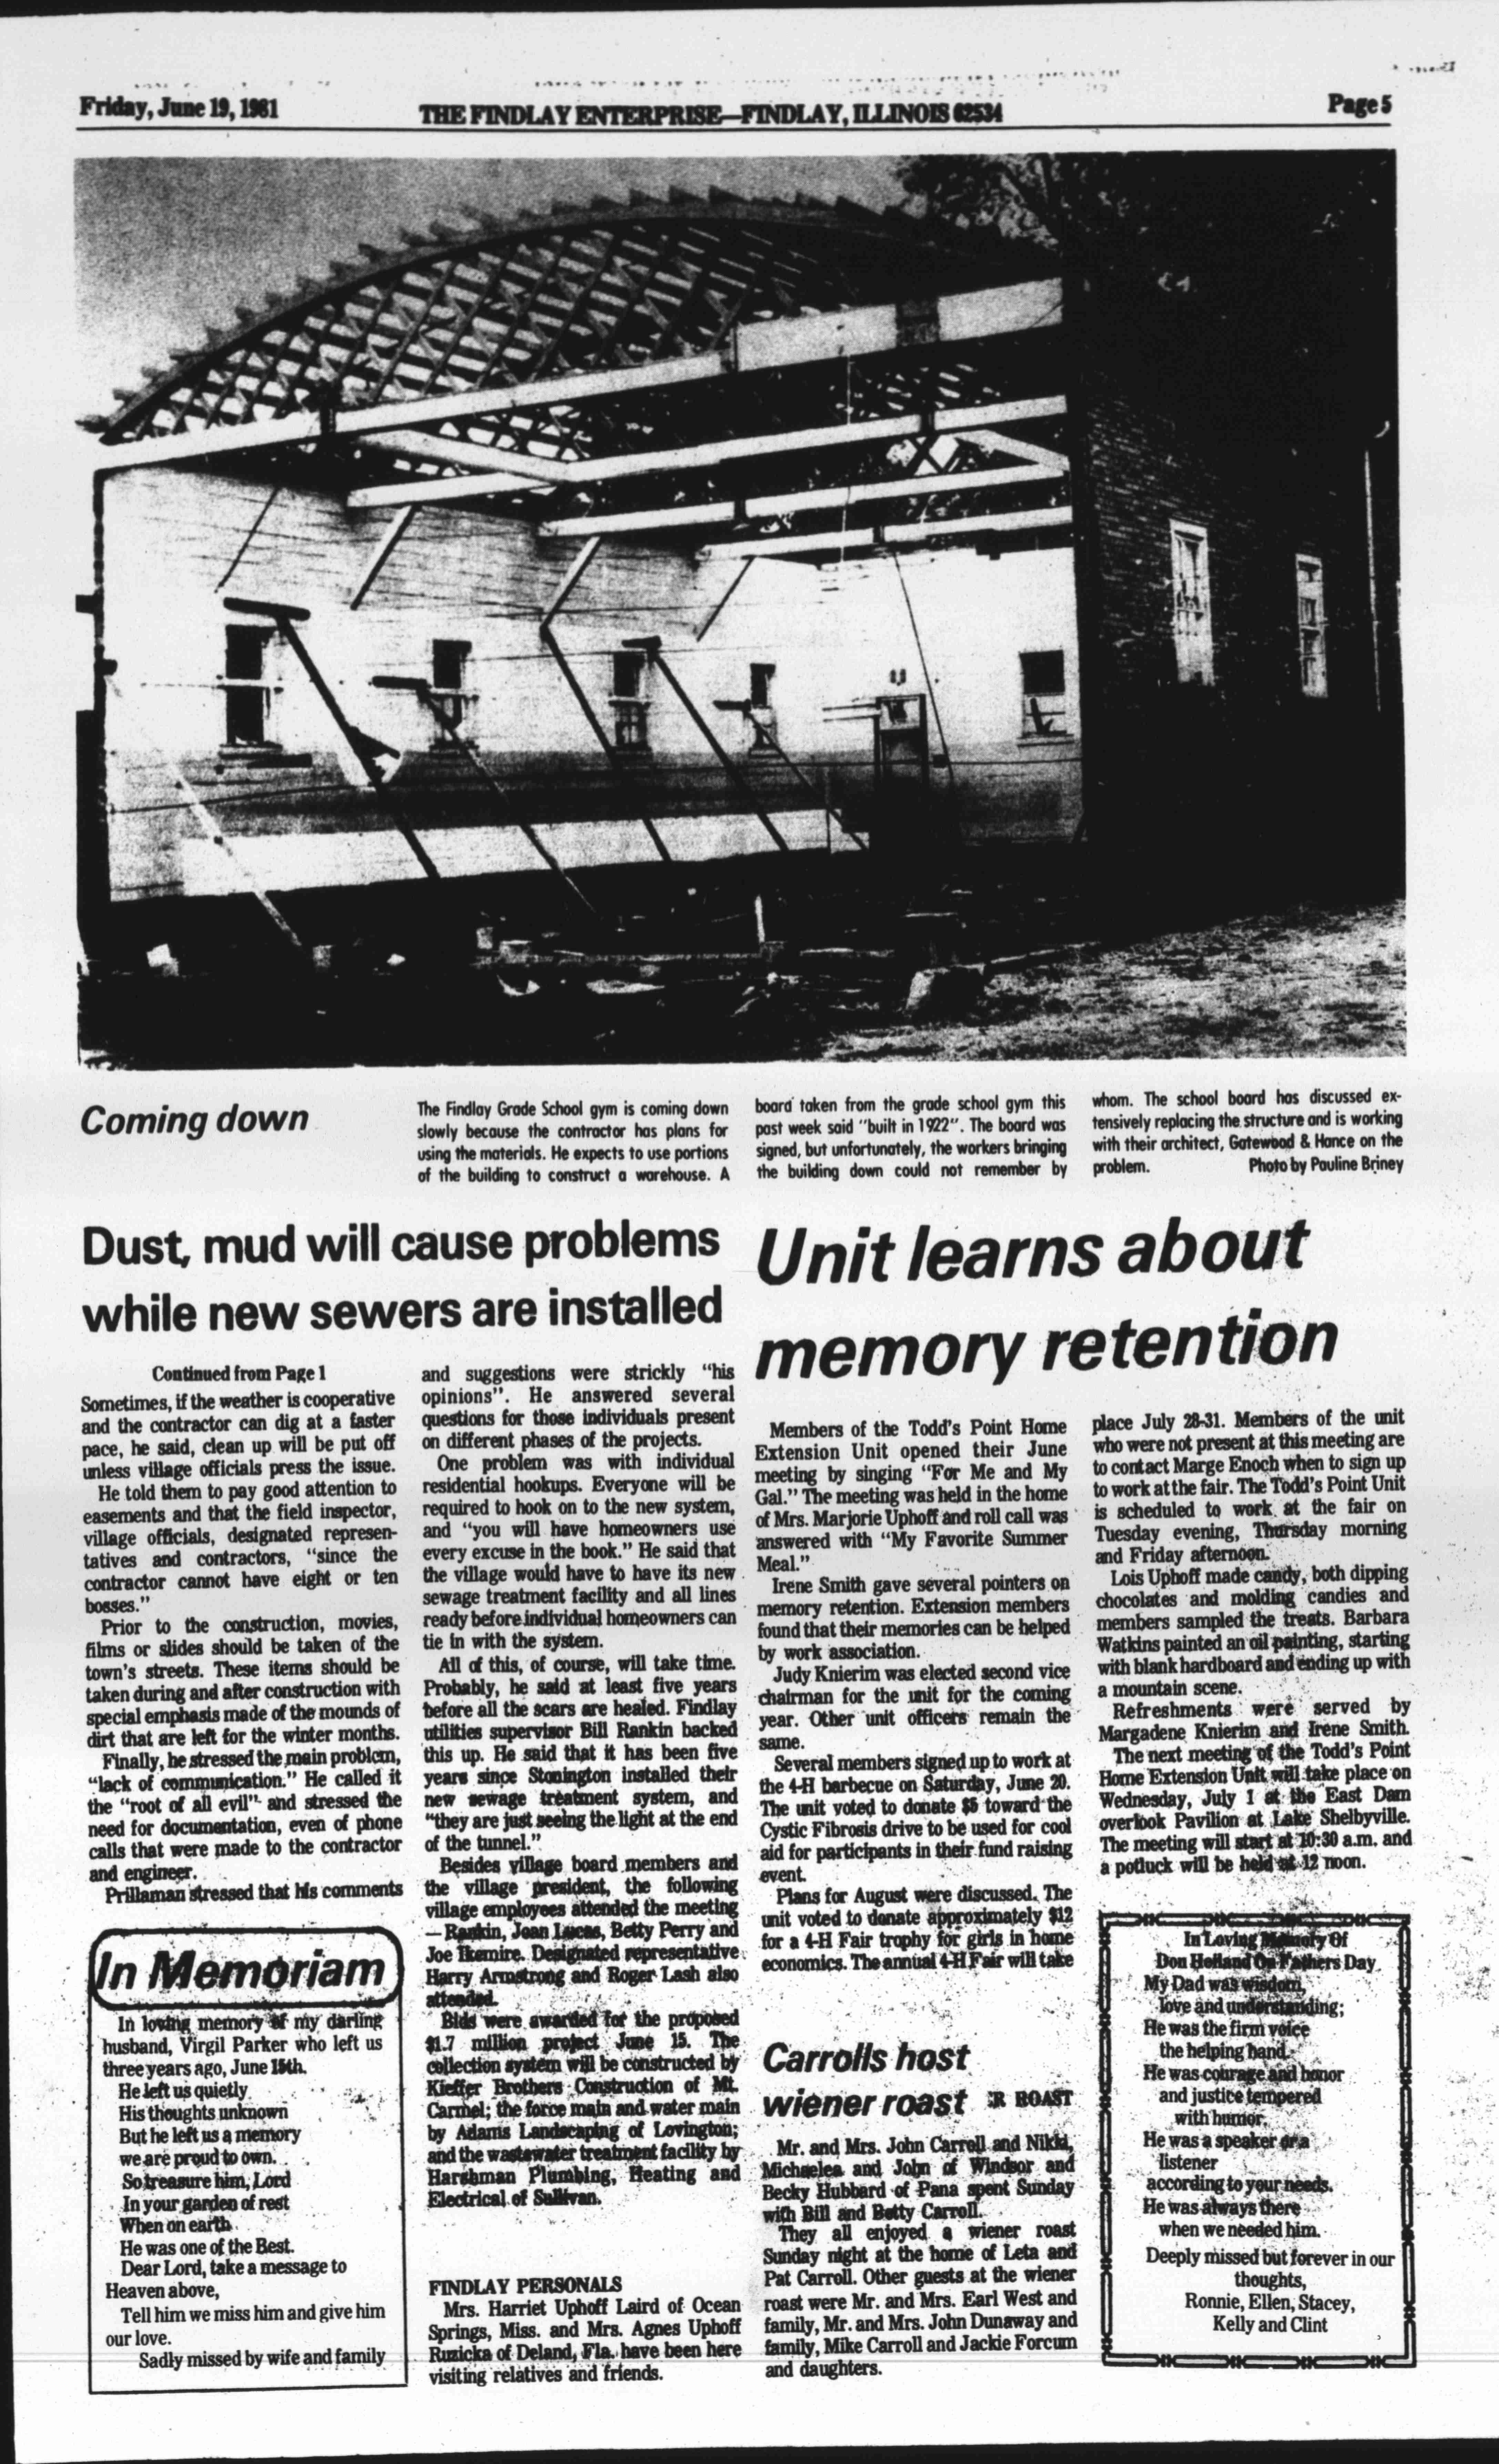 Friday, June 19, 1981
THE FINDLAY ENTERPRISE—FINDLAY, ILLINOIS 62534
Page 5
Coming down
The Findlay Grade School gym is coming down
slowly because the contractor has plans for
using the materials. He expects to use portions
of the building to construct a warehouse. A
board taken from the grade school gym this
past week said "built in 1922". The board was
signed, but unfortunately, the workers bringing
the building down could not remember by
whom. The school board has discussed ex-
tensively replacing the structure and is working
with their architect, Gatewood & Hance on the
problem.
Photo by Pauline Briney
Dust, mud will cause problems
while new sewers are installed
Continued from Page 1
Sometimes, if the weather is cooperative
and the contractor can dig at a faster
pace, he said, clean up will be put off
unless village officials press the issue.
He told them to pay good attention to
easements and that the field inspector,
village officials, designated represen-
tatives and contractors, "since the
contractor cannot have eight or ten
bosses."
Prior to the construction, movies,
films or slides should be taken of the
town's streets. These items should be
taken during and after construction with
special emphasis made of the mounds of
dirt that are left for the winter months.
Finally, he stressed the main problem,
"lack of communication." He called it
the "root of all evil" and stressed the
need for documentation, even of phone
calls that were made to the contractor
and engineer.
Prillaman stressed that his comments
and suggestions were strickly "his
opinions". He answered several
questions for those individuals present
on different phases of the projects.
One problem was with individual
residential hookups. Everyone will be
required to hook on to the new system,
and "you will have homeowners use
every excuse in the book." He said that
the village would have to have its new
sewage treatment facility and all lines
ready before individual homeowners can
tie in with the system.
All of this, of course, will take time.
Probably, he said at least five years
before all the scars are healed. Findlay
utilities supervisor Bill Rankin backed
this up. He said that it has been five
years since Stonington installed their
new sewage treatment system, and
"they are just seeing the light at the end
of the tunnel."
Besides village board members and
the village president, the following
village employees attended the meeting
— Rankin, Joan Lucas, Betty Perry and
Joe Ikemire. Designated representative
Harry Armstrong and Roger Lash also
attended.
Bids were awarded for the proposed
$1.7 million project June 15. The
collection system will be constructed by
Kieffer Brothers Construction of Mt.
Carmel; the force main and water main
by Adams Landscaping of Lovington;
and the wastewater treatment facility by
Harshman Plumbing, Heating and
Electrical of Sullivan.
FINDLAY PERSONALS
Mrs. Harriet Uphoff Laird of Ocean
Springs, Miss. and Mrs. Agnes Uphoff
Ruzicka of Deland, Fla. have been here
visiting relatives and friends.
In Memoriam
In loving memory of my darling
husband, Virgil Parker who left us
three years ago, June 15th.
He left us quietly
His thoughts unknown
But he left us a memory
we are proud to own.
So treasure him, Lord
In your garden of rest
When on earth
He was one of the Best.
Dear Lord, take a message to
Heaven above,
Tell him we miss him and give him
our love.
Sadly missed by wife and family
Unit learns about
memory retention
Members of the Todd's Point Home
Extension Unit opened their June
meeting by singing "For Me and My
Gal." The meeting was held in the home
of Mrs. Marjorie Uphoff and roll call was
answered with "My Favorite Summer
Meal."
Irene Smith gave several pointers on
memory retention. Extension members
found that their memories can be helped
by work association.
Judy Knierim was elected second vice
chairman for the unit for the coming
year. Other unit officers remain the
same.
Several members signed up to work at
the 4-H barbecue on Saturday, June 20.
The unit voted to donate $5 toward the
Cystic Fibrosis drive to be used for cool
aid for participants in their fund raising
event.
Plans for August were discussed. The
unit voted to donate approximately $12
for a 4-H Fair trophy for girls in home
economics. The annual 4-H Fair will take
place July 28-31. Members of the unit
who were not present at this meeting are
to contact Marge Enoch when to sign up
to work at the fair. The Todd's Point Unit
is scheduled to work at the fair on
Tuesday evening, Thursday morning
and Friday afternoon.
Lois Uphoff made candy, both dipping
chocolates and molding candies and
members sampled the treats. Barbara
Watkins painted an oil painting, starting
with blank hardboard and ending up with
a mountain scene.
Refreshments were served by
Margadene Knierim and Irene Smith.
The next meeting of the Todd's Point
Home Extension Unit will take place on
Wednesday, July 1 at the East Dam
overlook Pavilion at Lake Shelbyville.
The meeting will start at 10:30 a.m. and
a potluck will be held at 12 noon.
Carrolls host
wiener roast
R ROAST
Mr. and Mrs. John Carroll and Nikki,
Michaelea and John of Windsor and
Becky Hubbard of Pana spent Sunday
with Bill and Betty Carroll.
They all enjoyed a wiener roast
Sunday night at the home of Leta and
Pat Carroll. Other guests at the wiener
roast were Mr. and Mrs. Earl West and
family, Mr. and Mrs. John Dunaway and
family, Mike Carroll and Jackie Forcum
and daughters.
In Loving Memory Of
Don Holland On Fathers Day
My Dad was wisdom,
love and understanding;
He was the firm voice
the helping hand.
He was courage and honor
and justice tempered
with humor.
He was a speaker or a
listener
according to your needs.
He was always there
when we needed him.
Deeply missed but forever in our
thoughts,
Ronnie, Ellen, Stacey,
Kelly and Clint